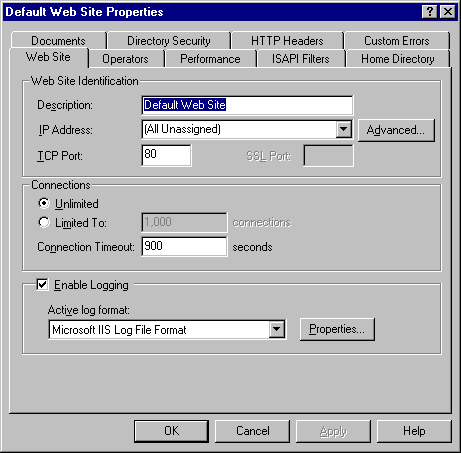 Default Web Site Properties
Documents Directory Security HTTP Headers Custom Errors
Web Site Operators Performance ISAPI Filters Home Directory
Web Site Identification
Description: Default Web Site
IP Address: (All Unassigned) Advanced...
TCP Port: 80 SSL Port:
Connections
Unlimited
Limited To: 1,000 connections
Connection Timeout: 900 seconds
Enable Logging
Active log format:
Microsoft IIS Log File Format Properties...
OK Cancel Apply Help